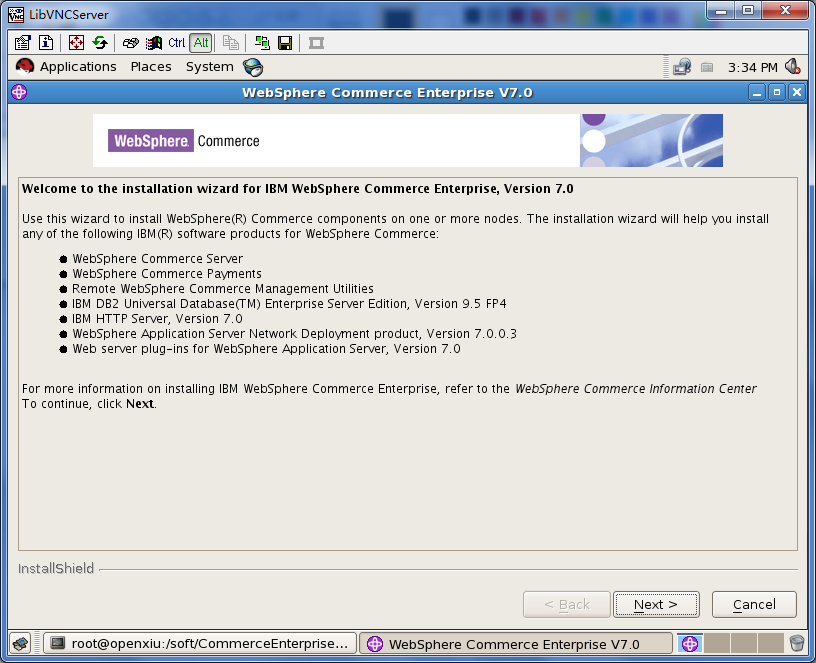 LibVNCServer
Ctrl Alt
Applications Places System 3:34 PM
WebSphere Commerce Enterprise V7.0
WebSphere. Commerce
Welcome to the installation wizard for IBM WebSphere Commerce Enterprise, Version 7.0
Use this wizard to install WebSphere(R) Commerce components on one or more nodes. The installation wizard will help you install
any of the following IBM(R) software products for WebSphere Commerce:
● WebSphere Commerce Server
● WebSphere Commerce Payments
● Remote WebSphere Commerce Management Utilities
● IBM DB2 Universal Database(TM) Enterprise Server Edition, Version 9.5 FP4
● IBM HTTP Server, Version 7.0
● WebSphere Application Server Network Deployment product, Version 7.0.0.3
● Web server plug-ins for WebSphere Application Server, Version 7.0
For more information on installing IBM WebSphere Commerce Enterprise, refer to the WebSphere Commerce Information Center
To continue, click Next.
InstallShield
< Back Next > Cancel
root@openxiu:/soft/CommerceEnterprise... WebSphere Commerce Enterprise V7.0